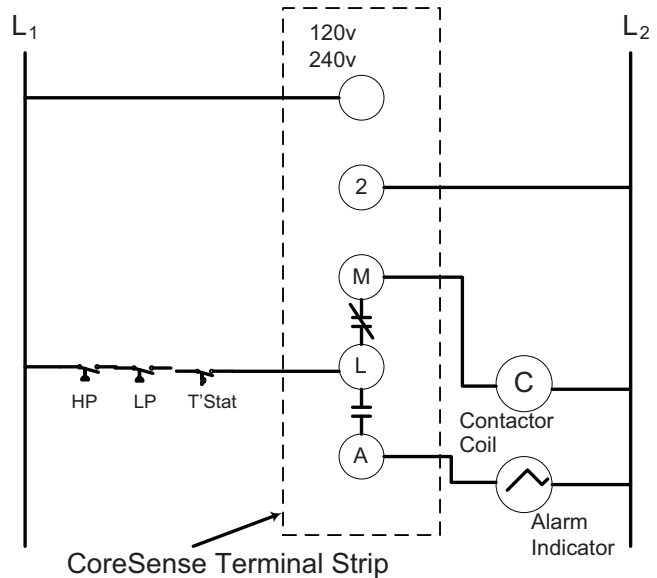 L1
L2
120v
240v
2
M
L
HP
LP
T'Stat
C
Contactor
Coil
A
Alarm
Indicator
CoreSense Terminal Strip